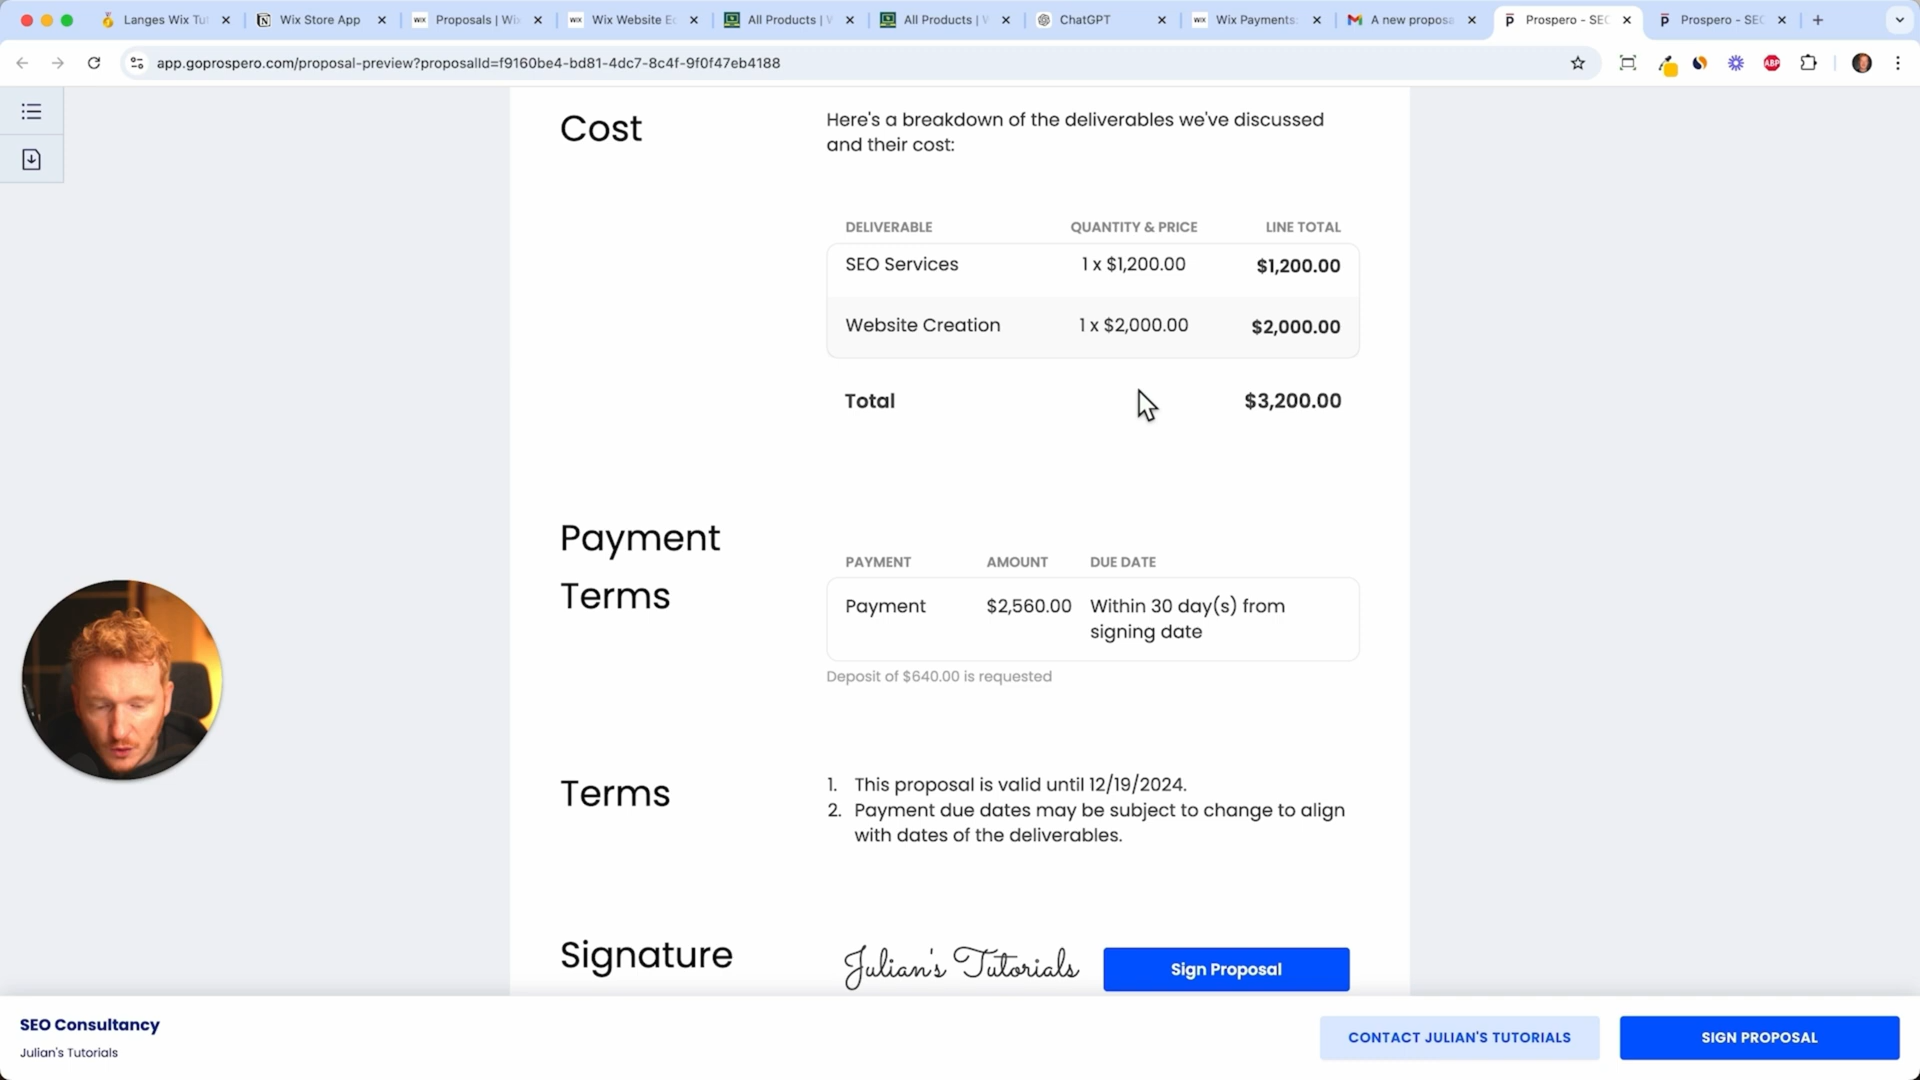 Langes Wix Tu
Wix Store App
Proposals | Wix
Wix Website E
All Products |
All Products |
ChatGPT
Wix Payments
A new proposa
Prospero - SEO
Prospero - SEO
app.goprospero.com/proposal-preview?proposalId=f9160be4-bd81-4dc7-8c4f-9f0f47eb4188
ABP
Cost
Here's a breakdown of the deliverables we've discussed
and their cost:
DELIVERABLE QUANTITY & PRICE LINE TOTAL
SEO Services 1 x $1,200.00 $1,200.00
Website Creation 1 x $2,000.00 $2,000.00
Total $3,200.00
Payment
Terms
PAYMENT AMOUNT DUE DATE
Payment $2,560.00 Within 30 day(s) from
signing date
Deposit of $640.00 is requested
Terms
1. This proposal is valid until 12/19/2024.
2. Payment due dates may be subject to change to align
with dates of the deliverables.
Signature
Julian's Tutorials
Sign Proposal
SEO Consultancy
Julian's Tutorials
CONTACT JULIAN'S TUTORIALS
SIGN PROPOSAL